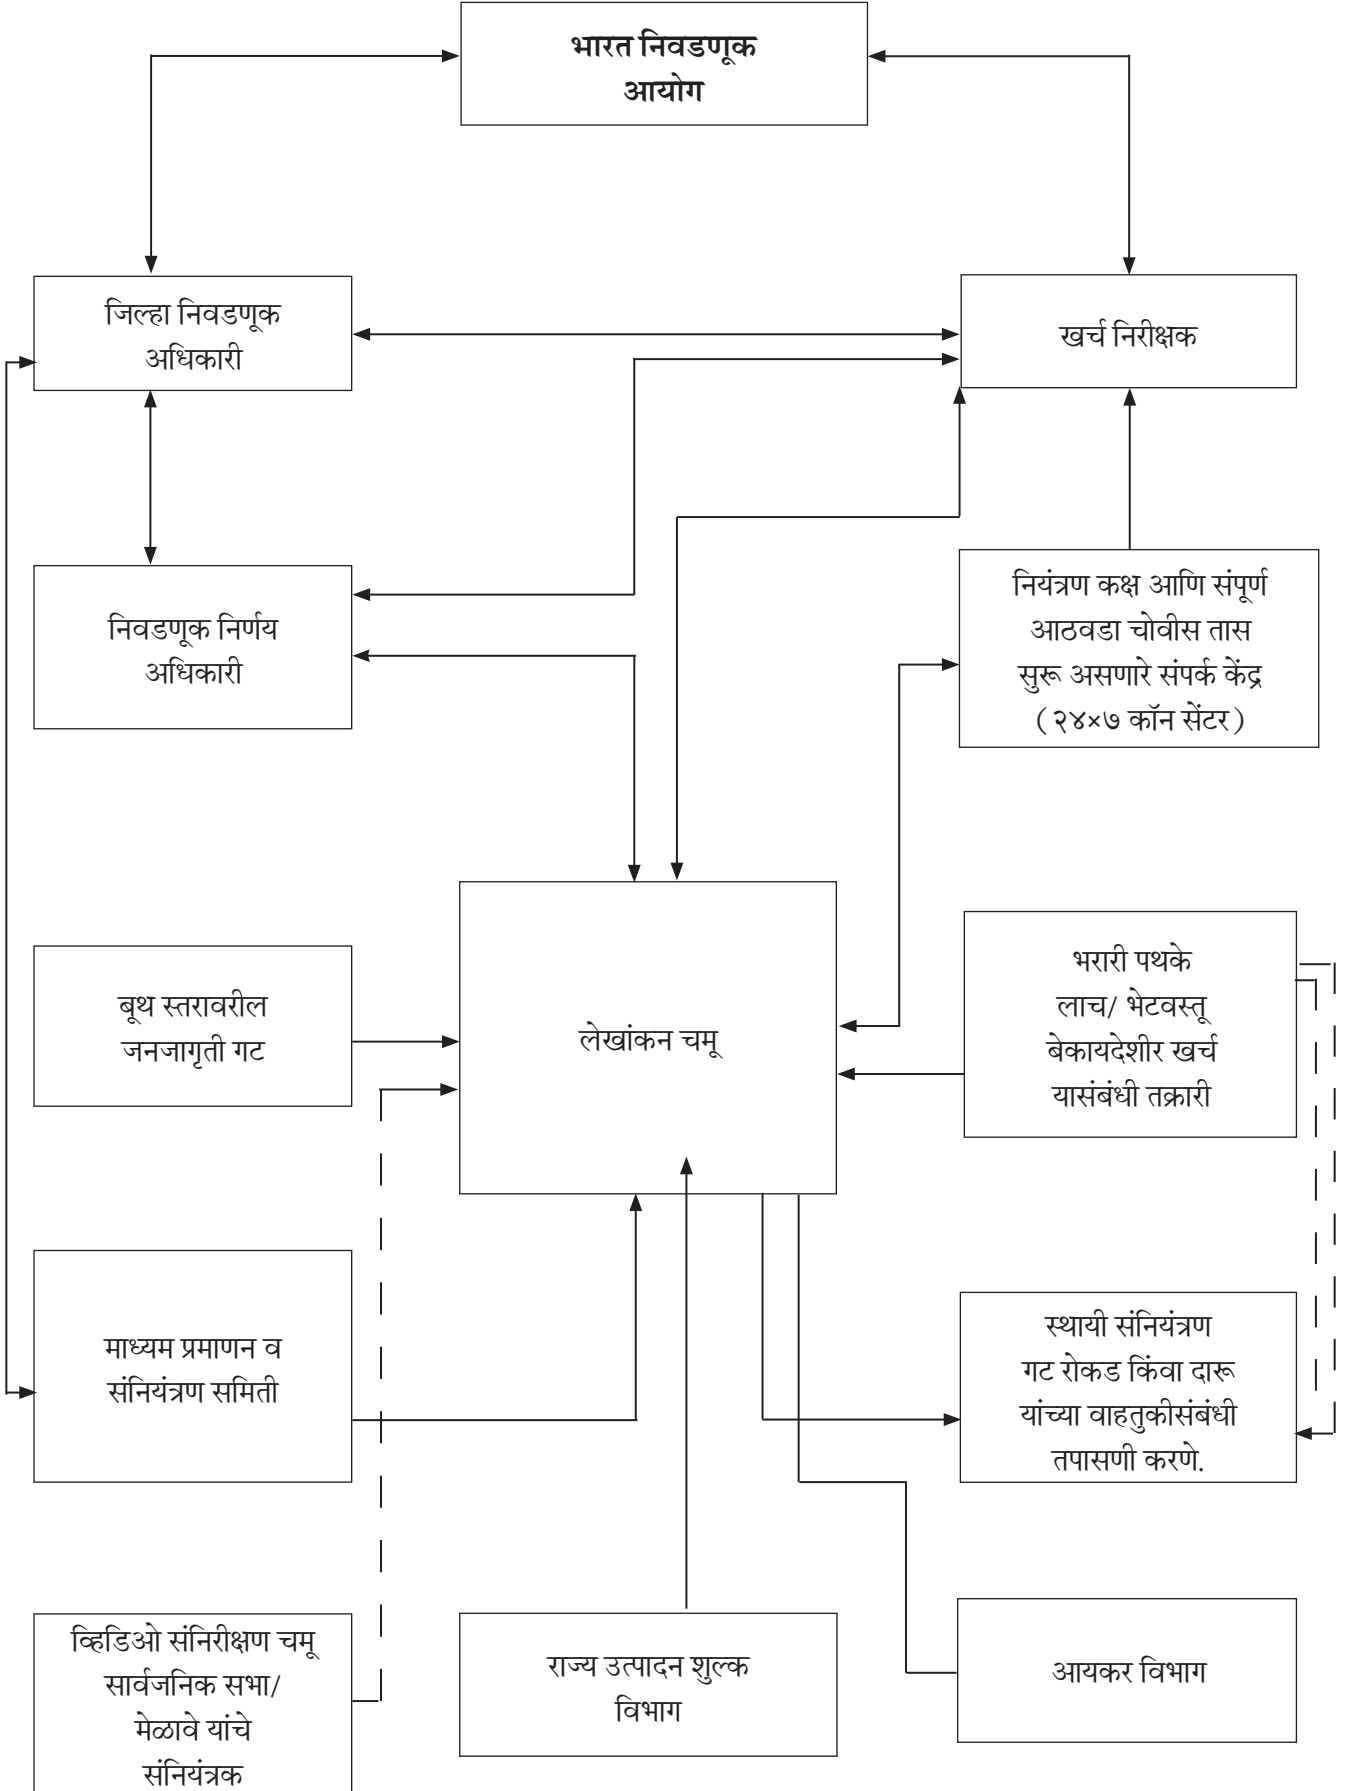 भारत निवडणूक
आयोग
जिल्हा निवडणूक
अधिकारी
खर्च निरीक्षक
निवडणूक निर्णय
अधिकारी
नियंत्रण कक्ष आणि संपूर्ण
आठवडा चोवीस तास
सुरू असणारे संपर्क केंद्र
(२४×७ कॉन सेंटर)
बूथ स्तरावरील
जनजागृती गट
लेखांकन चमू
भरारी पथके
लाच/ भेटवस्तू
बेकायदेशीर खर्च
यासंबंधी तक्रारी
माध्यम प्रमाणन व
संनियंत्रण समिती
स्थायी संनियंत्रण
गट रोकड किंवा दारू
यांच्या वाहतुकीसंबंधी
तपासणी करणे.
व्हिडिओ संनिरीक्षण चमू
सार्वजनिक सभा/
मेळावे यांचे
संनियंत्रक
राज्य उत्पादन शुल्क
विभाग
आयकर विभाग